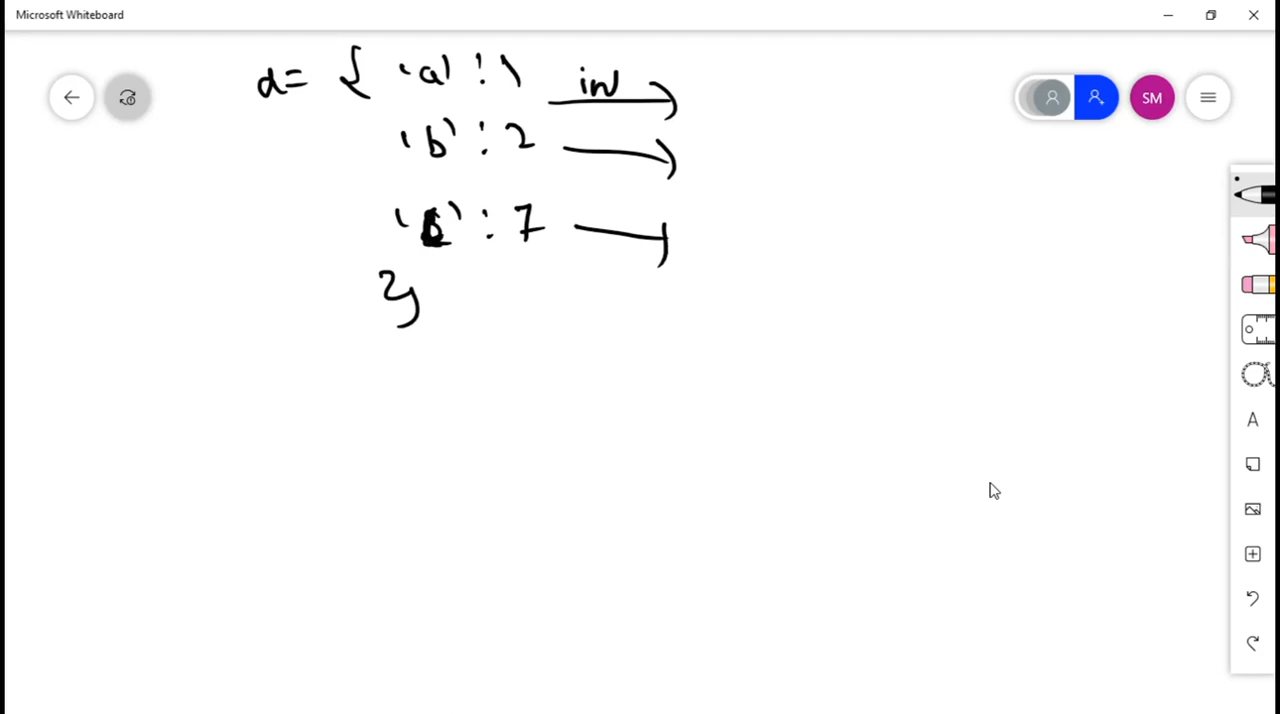 Microsoft Whiteboard
d= { 'a' : 1 in
SM
'b' : 2
'b' : 7
}
A